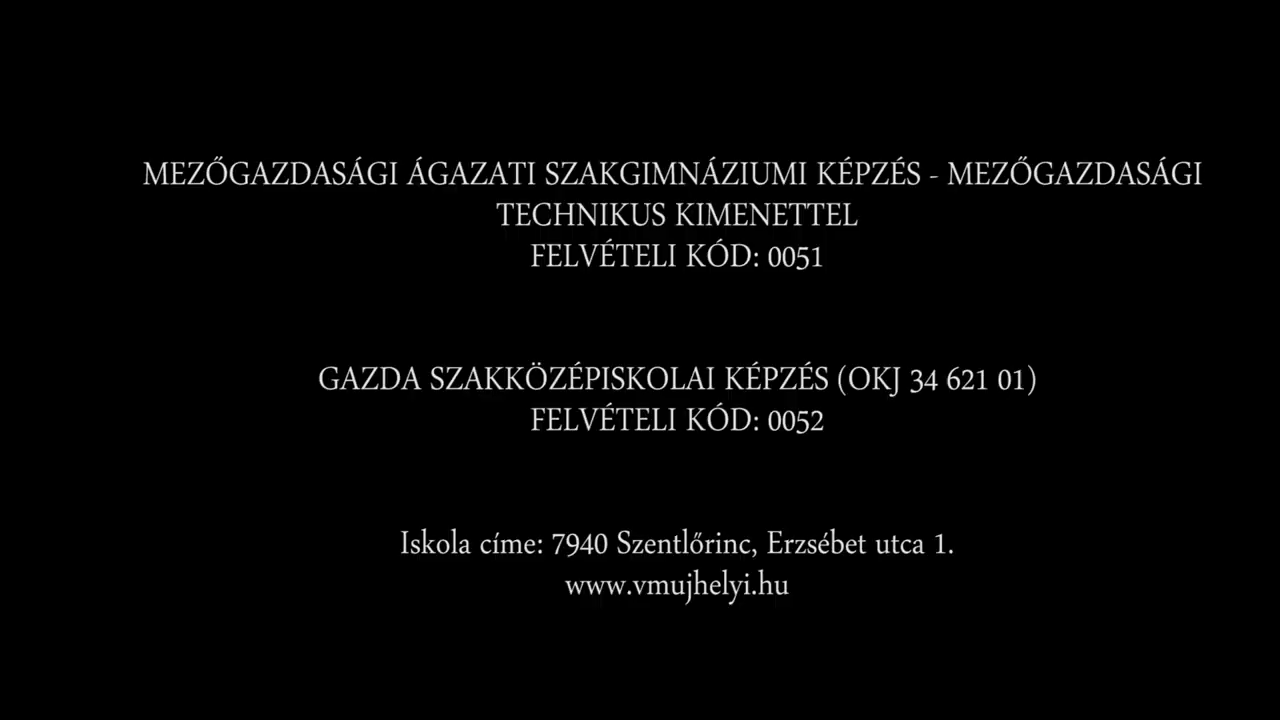 MEZŐGAZDASÁGI ÁGAZATI SZAKGIMNÁZIUMI KÉPZÉS - MEZŐGAZDASÁGI
TECHNIKUS KIMENETTEL
FELVÉTELI KÓD: 0051
GAZDA SZAKKÖZÉPISKOLAI KÉPZÉS (OKJ 34 621 01)
FELVÉTELI KÓD: 0052
Iskola címe: 7940 Szentlőrinc, Erzsébet utca 1.
www.vmujhelyi.hu